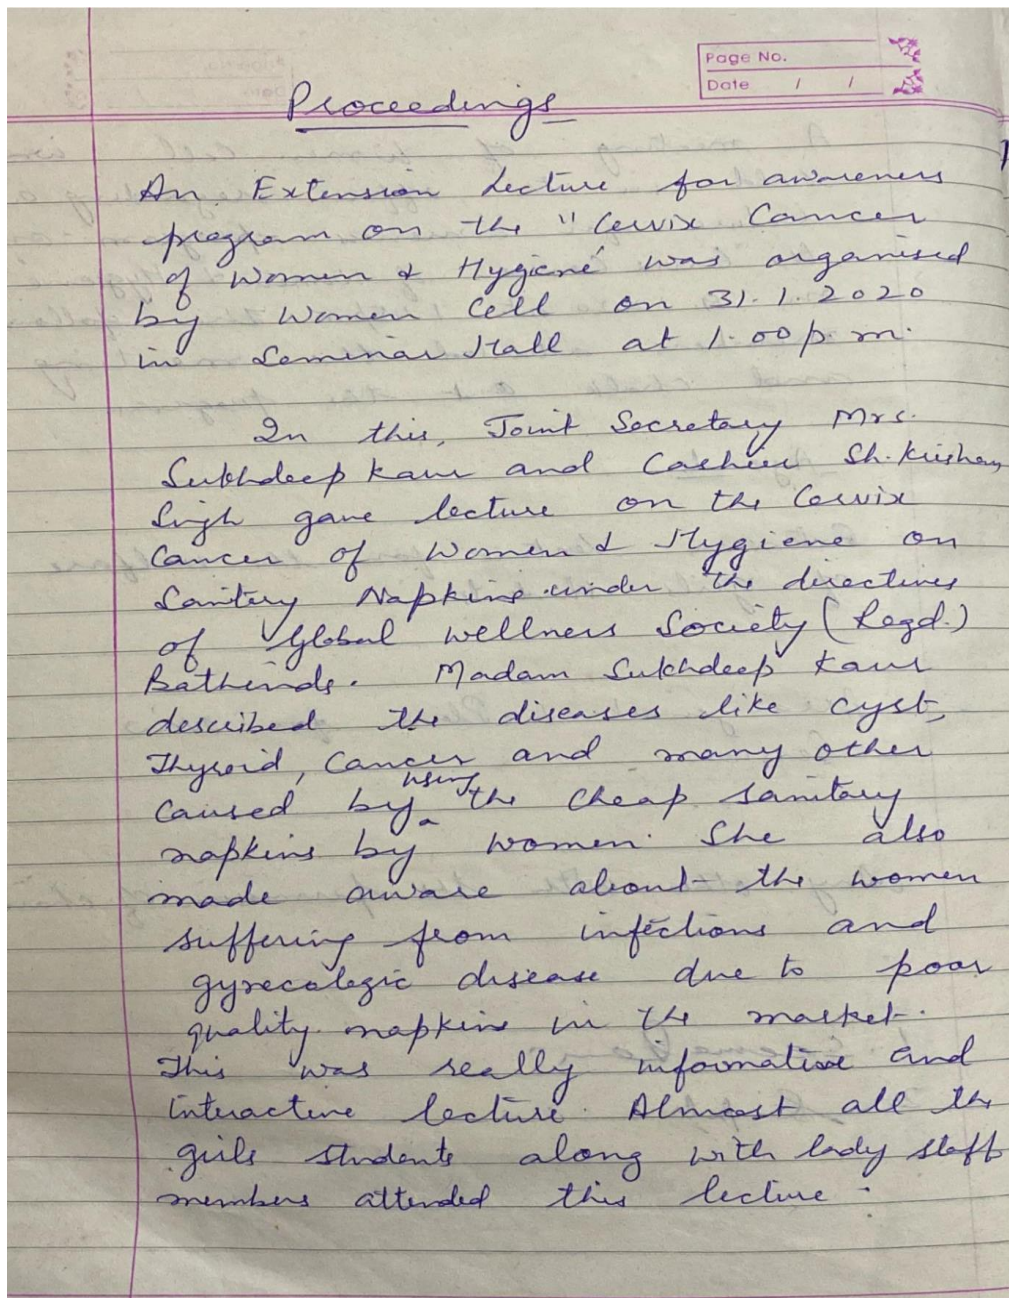 Page No.
Date / /
Proceedings
An Extension Lecture for awareness
program on the "Cervix Cancer
of Women & Hygiene" was organised
by Women Cell on 31.1.2020
in Seminar Hall at 1.00 p.m.
In this, Joint Secretary Mrs.
Sukhdeep Kaur and Cashier Sh. Krishan
Singh gave lecture on the Cervix
Cancer of Women & Hygiene on
Sanitary Napkins under the directives
of Global Wellness Society (Regd.)
Bathinda. Madam Sukhdeep Kaur
described the diseases like cyst,
Thyroid, Cancer and many other
caused by using the cheap sanitary
napkins by women. She also
made aware about the women
suffering from infections and
gynecologic disease due to poor
quality napkins in the market.
This was really informative and
interactive lecture. Almost all the
girls students along with lady staff
members attended this lecture.